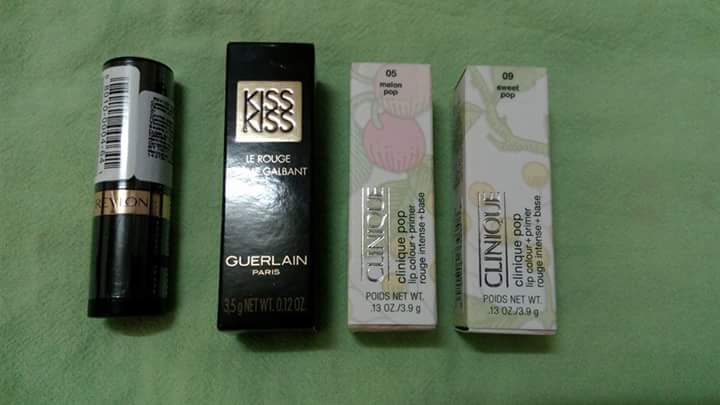 REVLON
KISS
KISS
LE ROUGE
GALBANT
GUERLAIN
PARIS
3.5 g NET WT. 0.12 OZ.
05
melon
pop
CLINIQUE
clinique pop
lip colour + primer
rouge intense + base
POIDS NET WT.
.13 OZ./3.9 g
09
sweet
pop
CLINIQUE
clinique pop
lip colour + primer
rouge intense + base
POIDS NET WT.
.13 OZ./3.9 g